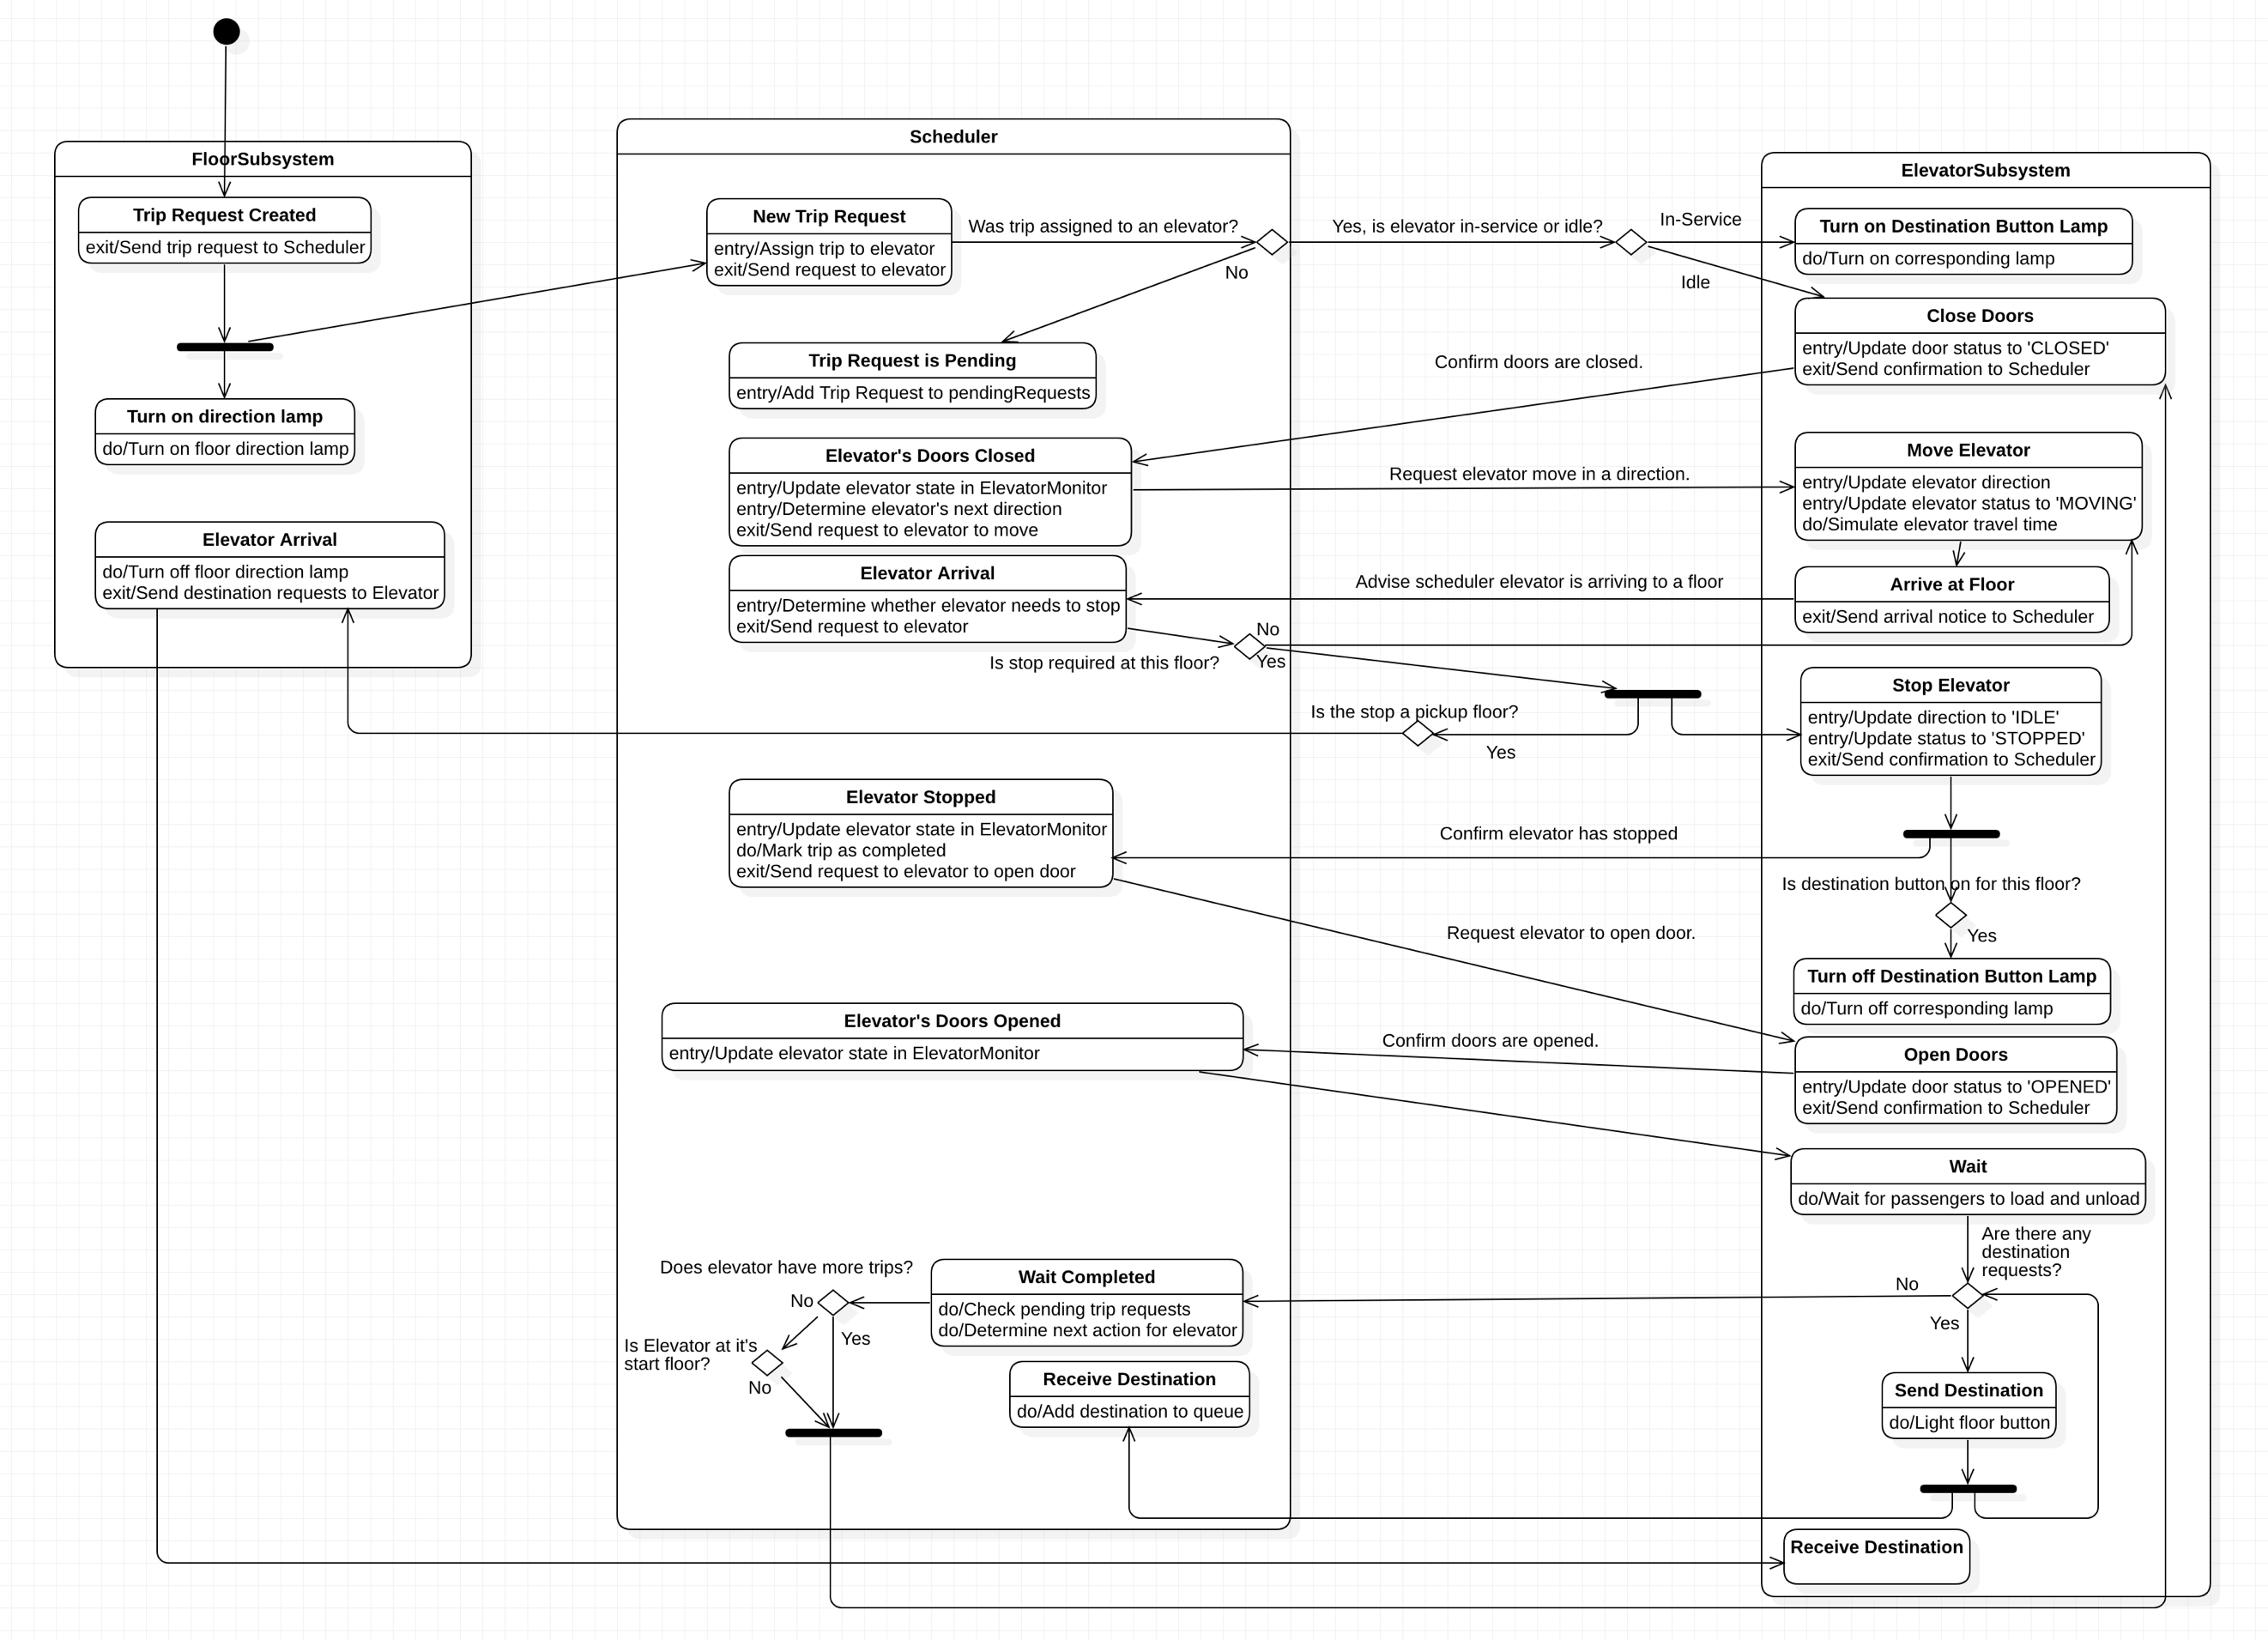 FloorSubsystem
Trip Request Created
exit/Send trip request to Scheduler
Turn on direction lamp
do/Turn on floor direction lamp
Elevator Arrival
do/Turn off floor direction lamp
exit/Send destination requests to Elevator
Scheduler
New Trip Request
entry/Assign trip to elevator
exit/Send request to elevator
Was trip assigned to an elevator?
No
Yes, is elevator in-service or idle?
In-Service
Idle
Trip Request is Pending
entry/Add Trip Request to pendingRequests
Confirm doors are closed.
Elevator's Doors Closed
entry/Update elevator state in ElevatorMonitor
entry/Determine elevator's next direction
exit/Send request to elevator to move
Request elevator move in a direction.
Elevator Arrival
entry/Determine whether elevator needs to stop
exit/Send request to elevator
Advise scheduler elevator is arriving to a floor
No
Yes
Is stop required at this floor?
Is the stop a pickup floor?
Yes
Elevator Stopped
entry/Update elevator state in ElevatorMonitor
do/Mark trip as completed
exit/Send request to elevator to open door
Confirm elevator has stopped
Request elevator to open door.
Elevator's Doors Opened
entry/Update elevator state in ElevatorMonitor
Confirm doors are opened.
Does elevator have more trips?
No
Yes
Is Elevator at it's
start floor?
No
Wait Completed
do/Check pending trip requests
do/Determine next action for elevator
Receive Destination
do/Add destination to queue
ElevatorSubsystem
Turn on Destination Button Lamp
do/Turn on corresponding lamp
Close Doors
entry/Update door status to 'CLOSED'
exit/Send confirmation to Scheduler
Move Elevator
entry/Update elevator direction
entry/Update elevator status to 'MOVING'
do/Simulate elevator travel time
Arrive at Floor
exit/Send arrival notice to Scheduler
Stop Elevator
entry/Update direction to 'IDLE'
entry/Update status to 'STOPPED'
exit/Send confirmation to Scheduler
Is destination button on for this floor?
Yes
Turn off Destination Button Lamp
do/Turn off corresponding lamp
Open Doors
entry/Update door status to 'OPENED'
exit/Send confirmation to Scheduler
Wait
do/Wait for passengers to load and unload
Are there any
destination
requests?
No
Yes
Send Destination
do/Light floor button
Receive Destination